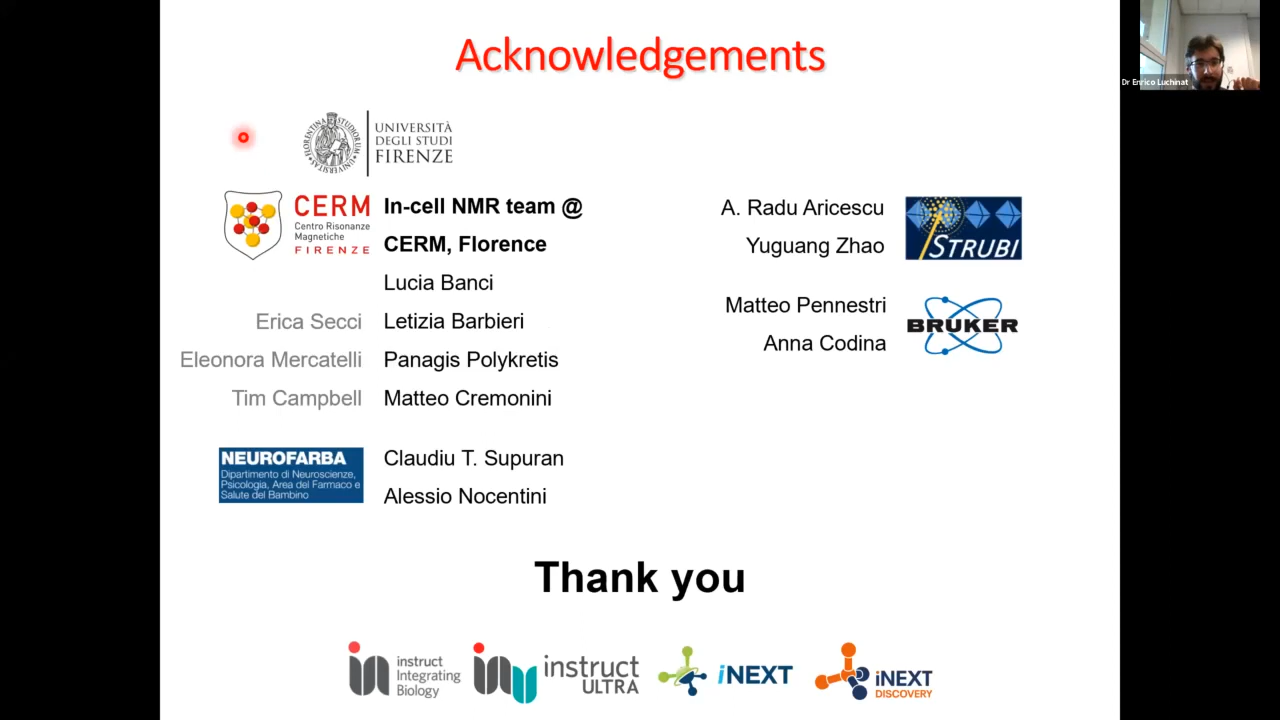 Acknowledgements
Dr Enrico Luchinat
UNIVERSITÀ
DEGLI STUDI
FIRENZE
CERM
Centro Risonanze
Magnetiche
FIRENZE
In-cell NMR team @
CERM, Florence
Lucia Banci
Erica Secci
Letizia Barbieri
Eleonora Mercatelli
Panagis Polykretis
Tim Campbell
Matteo Cremonini
NEUROFARBA
Dipartimento di Neuroscienze,
Psicologia, Area del Farmaco e
Salute del Bambino
Claudiu T. Supuran
Alessio Nocentini
A. Radu Aricescu
Yuguang Zhao
STRUBI
Matteo Pennestri
Anna Codina
BRUKER
Thank you
instruct
Integrating
Biology
instruct
ULTRA
iNEXT
iNEXT
DISCOVERY